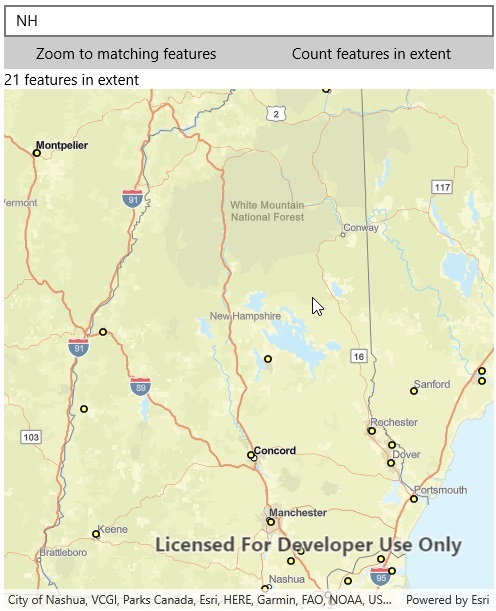 NH
Zoom to matching features
Count features in extent
21 features in extent
2
Montpelier
91
117
Vermont
White Mountain
National Forest
Conway
New Hampshire
91
16
89
Sanford
103
Rochester
Concord
Dover
Portsmouth
Manchester
Keene
Licensed For Developer Use Only
Brattleboro
Nashua
95
City of Nashua, VCGI, Parks Canada, Esri, HERE, Garmin, FAO, NOAA, US...
Powered by Esri